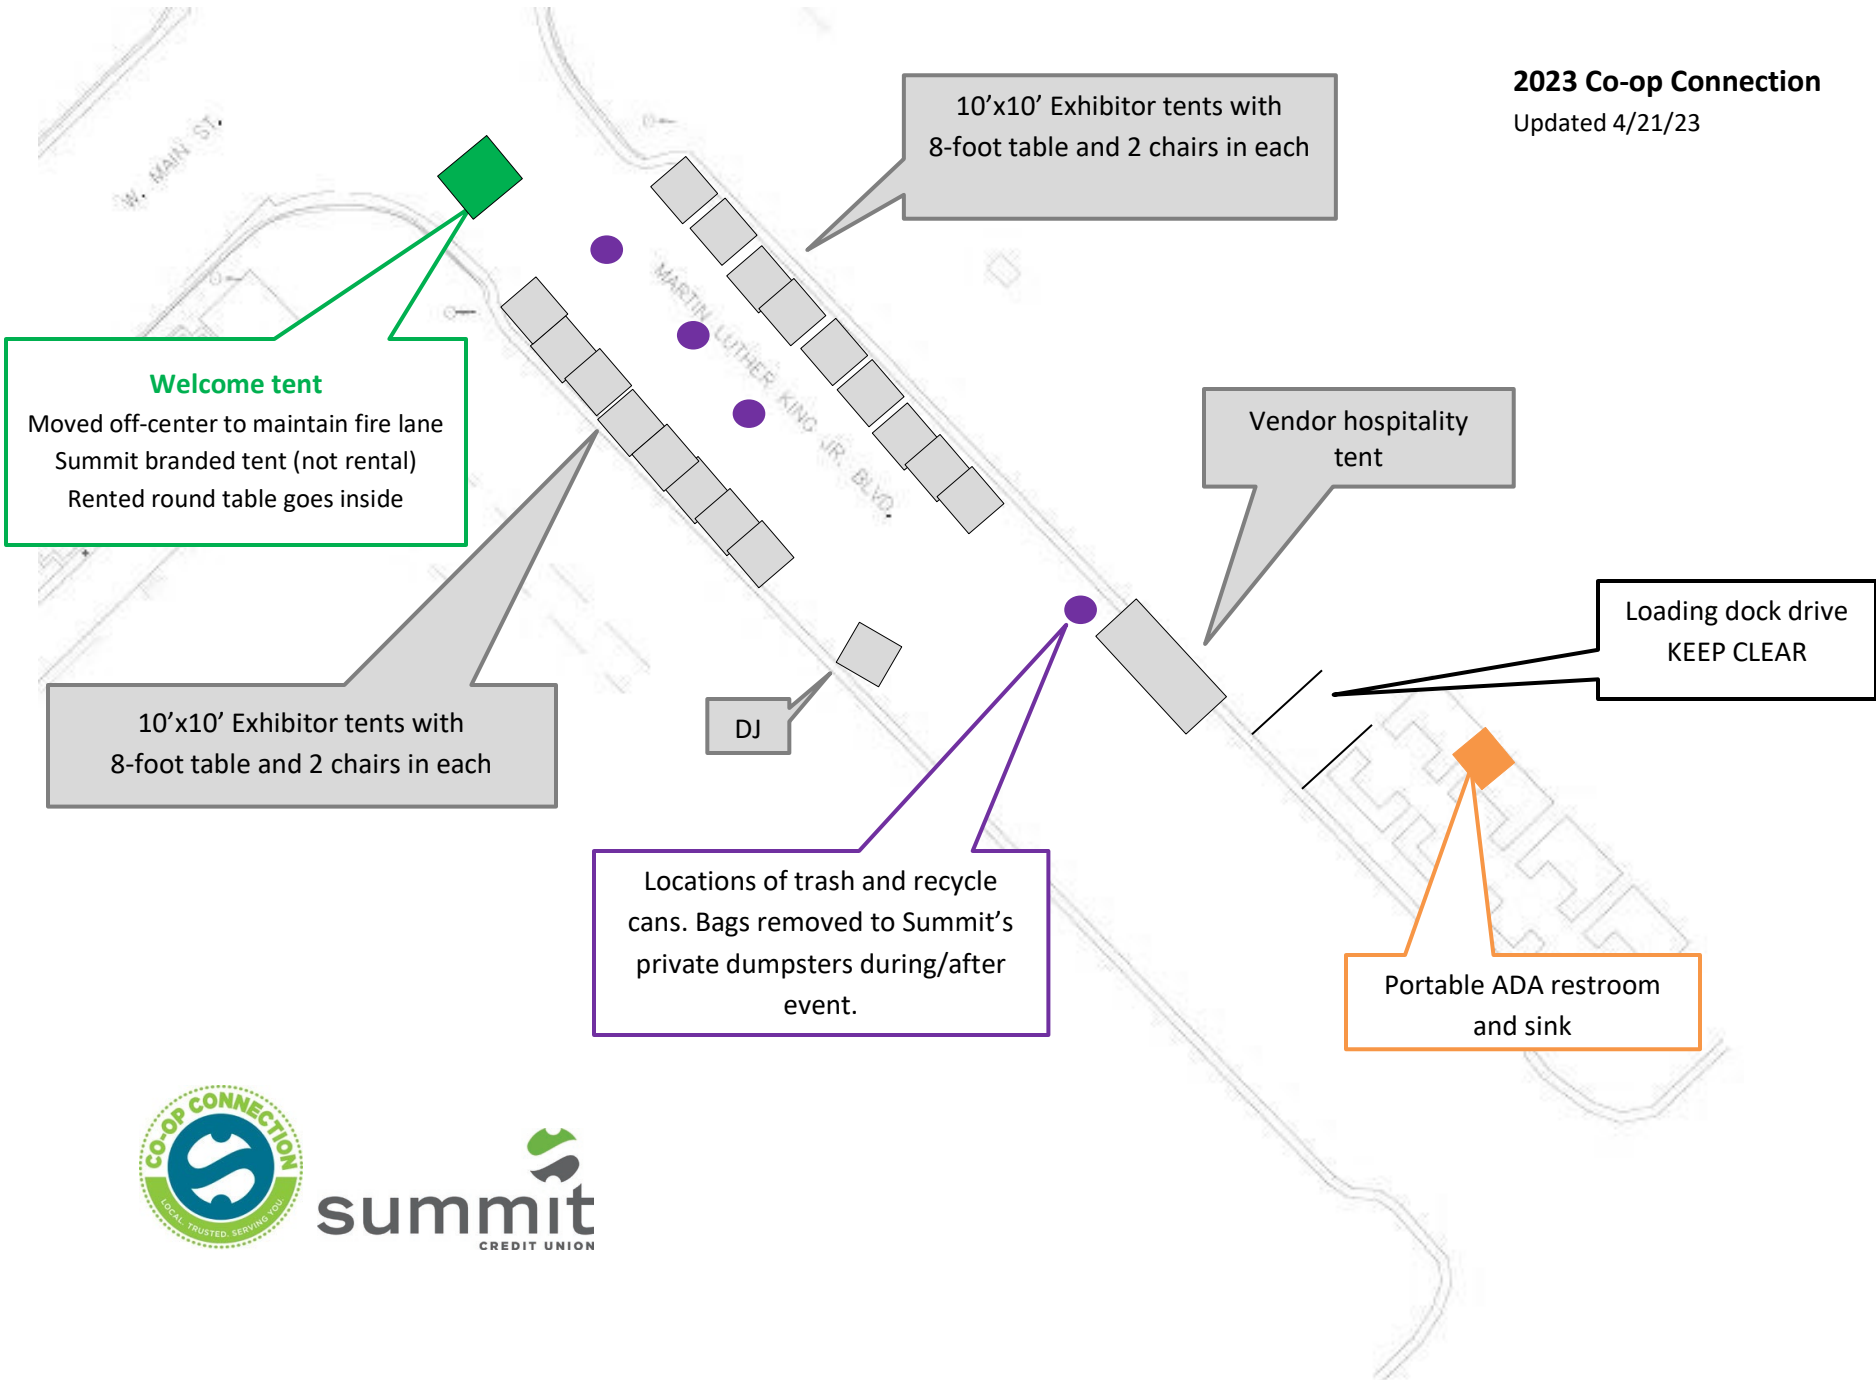 2023 Co-op Connection
Updated 4/21/23
10’x10’ Exhibitor tents with
8-foot table and 2 chairs in each
W. MAIN ST.
MARTIN LUTHER KING JR. BLVD.
Welcome tent
Moved off-center to maintain fire lane
Summit branded tent (not rental)
Rented round table goes inside
Vendor hospitality
tent
Loading dock drive
KEEP CLEAR
10’x10’ Exhibitor tents with
8-foot table and 2 chairs in each
DJ
Locations of trash and recycle
cans. Bags removed to Summit’s
private dumpsters during/after
event.
Portable ADA restroom
and sink
CO-OP CONNECTION
LOCAL. TRUSTED. SERVING YOU.
summit
CREDIT UNION